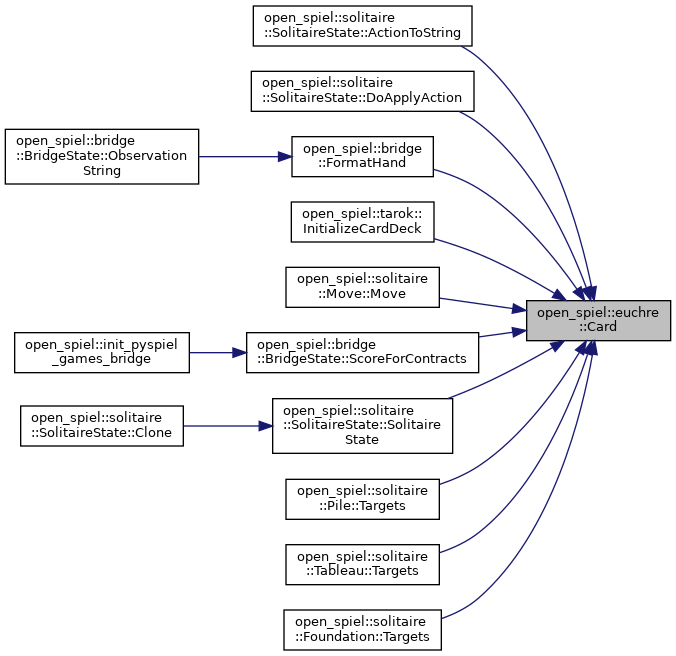 open_spiel::solitaire
::SolitaireState::ActionToString
open_spiel::solitaire
::SolitaireState::DoApplyAction
open_spiel::bridge
::BridgeState::Observation
String
open_spiel::bridge
::FormatHand
open_spiel::tarok::
InitializeCardDeck
open_spiel::solitaire
::Move::Move
open_spiel::euchre
::Card
open_spiel::init_pyspiel
_games_bridge
open_spiel::bridge
::BridgeState::ScoreForContracts
open_spiel::solitaire
::SolitaireState::Clone
open_spiel::solitaire
::SolitaireState::Solitaire
State
open_spiel::solitaire
::Pile::Targets
open_spiel::solitaire
::Tableau::Targets
open_spiel::solitaire
::Foundation::Targets